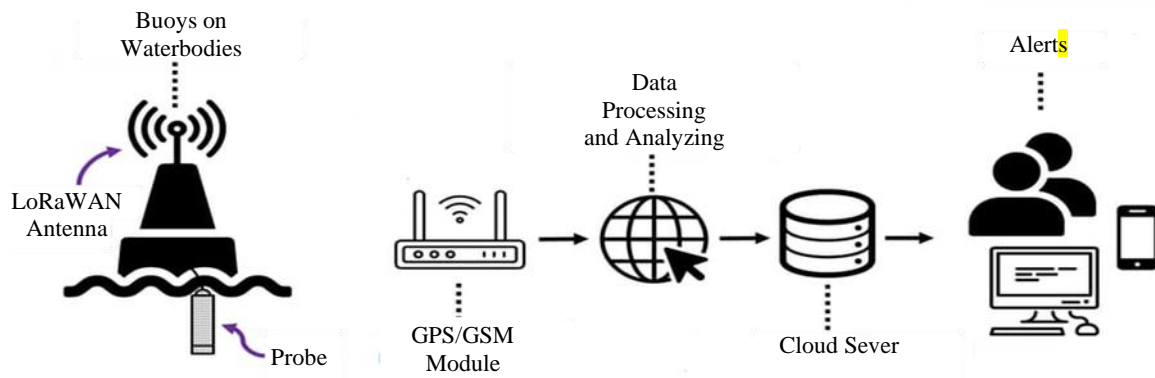 Buoys on
Waterbodies
LoRaWAN
Antenna
Probe
GPS/GSM
Module
Data
Processing
and Analyzing
Cloud Sever
Alerts